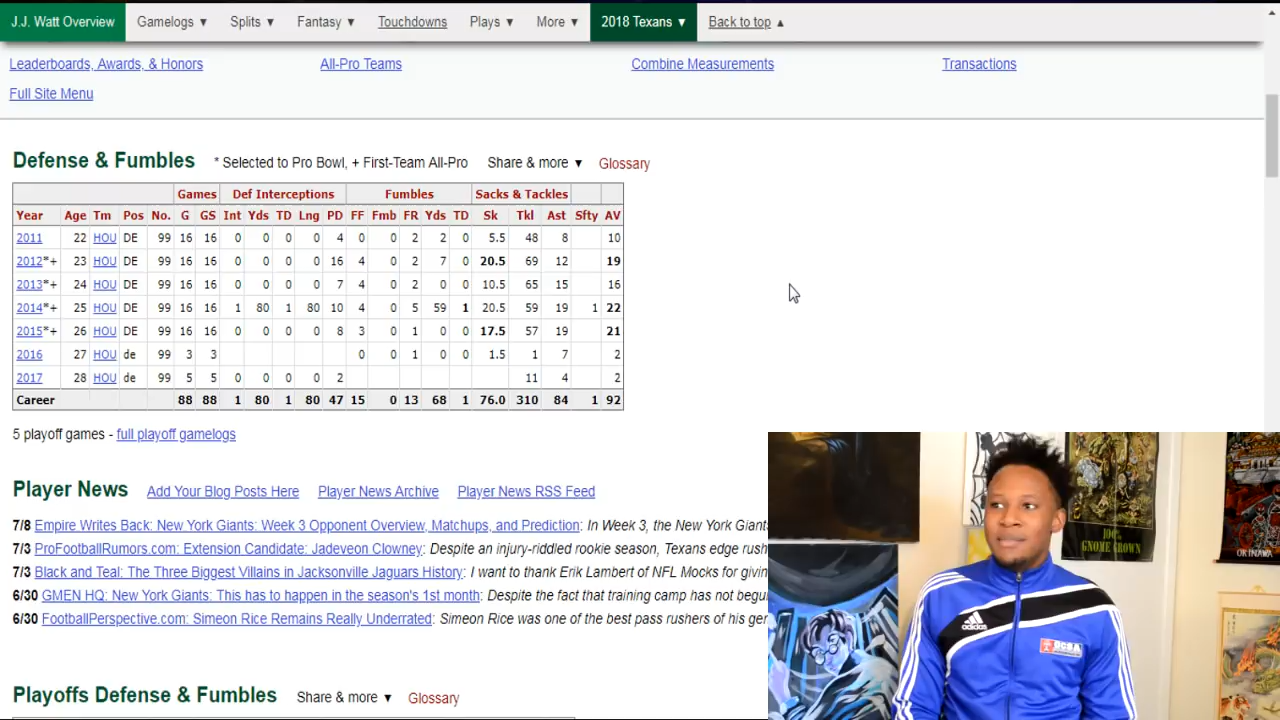 J.J. Watt Overview Gamelogs ▼ Splits ▼ Fantasy ▼ Touchdowns Plays ▼ More ▼ 2018 Texans ▼ Back to top ▲
Leaderboards, Awards, & Honors All-Pro Teams Combine Measurements Transactions
Full Site Menu
Defense & Fumbles * Selected to Pro Bowl, + First-Team All-Pro Share & more ▼ Glossary
Games Def Interceptions Fumbles Sacks & Tackles
Year Age Tm Pos No. G GS Int Yds TD Lng PD FF Fmb FR Yds TD Sk Tkl Ast Sfty AV
2011 22 HOU DE 99 16 16 0 0 0 0 4 0 0 2 2 0 5.5 48 8 10
2012*+ 23 HOU DE 99 16 16 0 0 0 0 16 4 0 2 7 0 20.5 69 12 19
2013*+ 24 HOU DE 99 16 16 0 0 0 0 7 4 0 2 0 0 10.5 65 15 16
2014*+ 25 HOU DE 99 16 16 1 80 1 80 10 4 0 5 59 1 20.5 59 19 1 22
2015*+ 26 HOU DE 99 16 16 0 0 0 0 8 3 0 1 0 0 17.5 57 19 21
2016 27 HOU de 99 3 3 0 0 1 0 0 1.5 1 7 2
2017 28 HOU de 99 5 5 0 0 0 0 2 11 4 2
Career 88 88 1 80 1 80 47 15 0 13 68 1 76.0 310 84 1 92
5 playoff games - full playoff gamelogs
Player News Add Your Blog Posts Here Player News Archive Player News RSS Feed
7/8 Empire Writes Back: New York Giants: Week 3 Opponent Overview, Matchups, and Prediction: In Week 3, the New York Giant
7/3 ProFootballRumors.com: Extension Candidate: Jadeveon Clowney: Despite an injury-riddled rookie season, Texans edge rush
7/3 Black and Teal: The Three Biggest Villains in Jacksonville Jaguars History: I want to thank Erik Lambert of NFL Mocks for givin
6/30 GMEN HQ: New York Giants: This has to happen in the season's 1st month: Despite the fact that training camp has not begu
6/30 FootballPerspective.com: Simeon Rice Remains Really Underrated: Simeon Rice was one of the best pass rushers of his ger
Playoffs Defense & Fumbles Share & more ▼ Glossary
100%
GNOME GROWN
OKINAWA
adidas